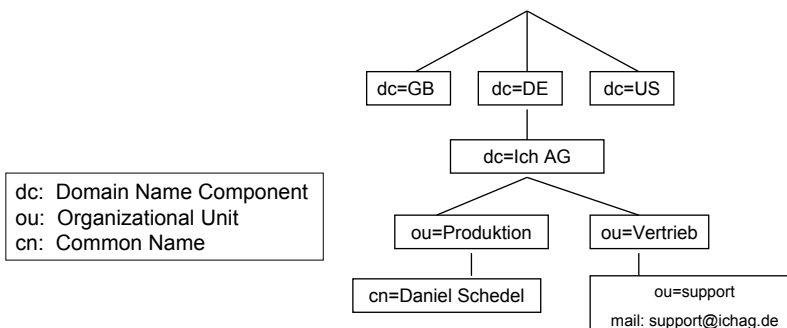 dc=GB
dc=DE
dc=US
dc=Ich AG
dc: Domain Name Component
ou: Organizational Unit
cn: Common Name
ou=Produktion
ou=Vertrieb
cn=Daniel Schedel
ou=support
mail: support@ichag.de